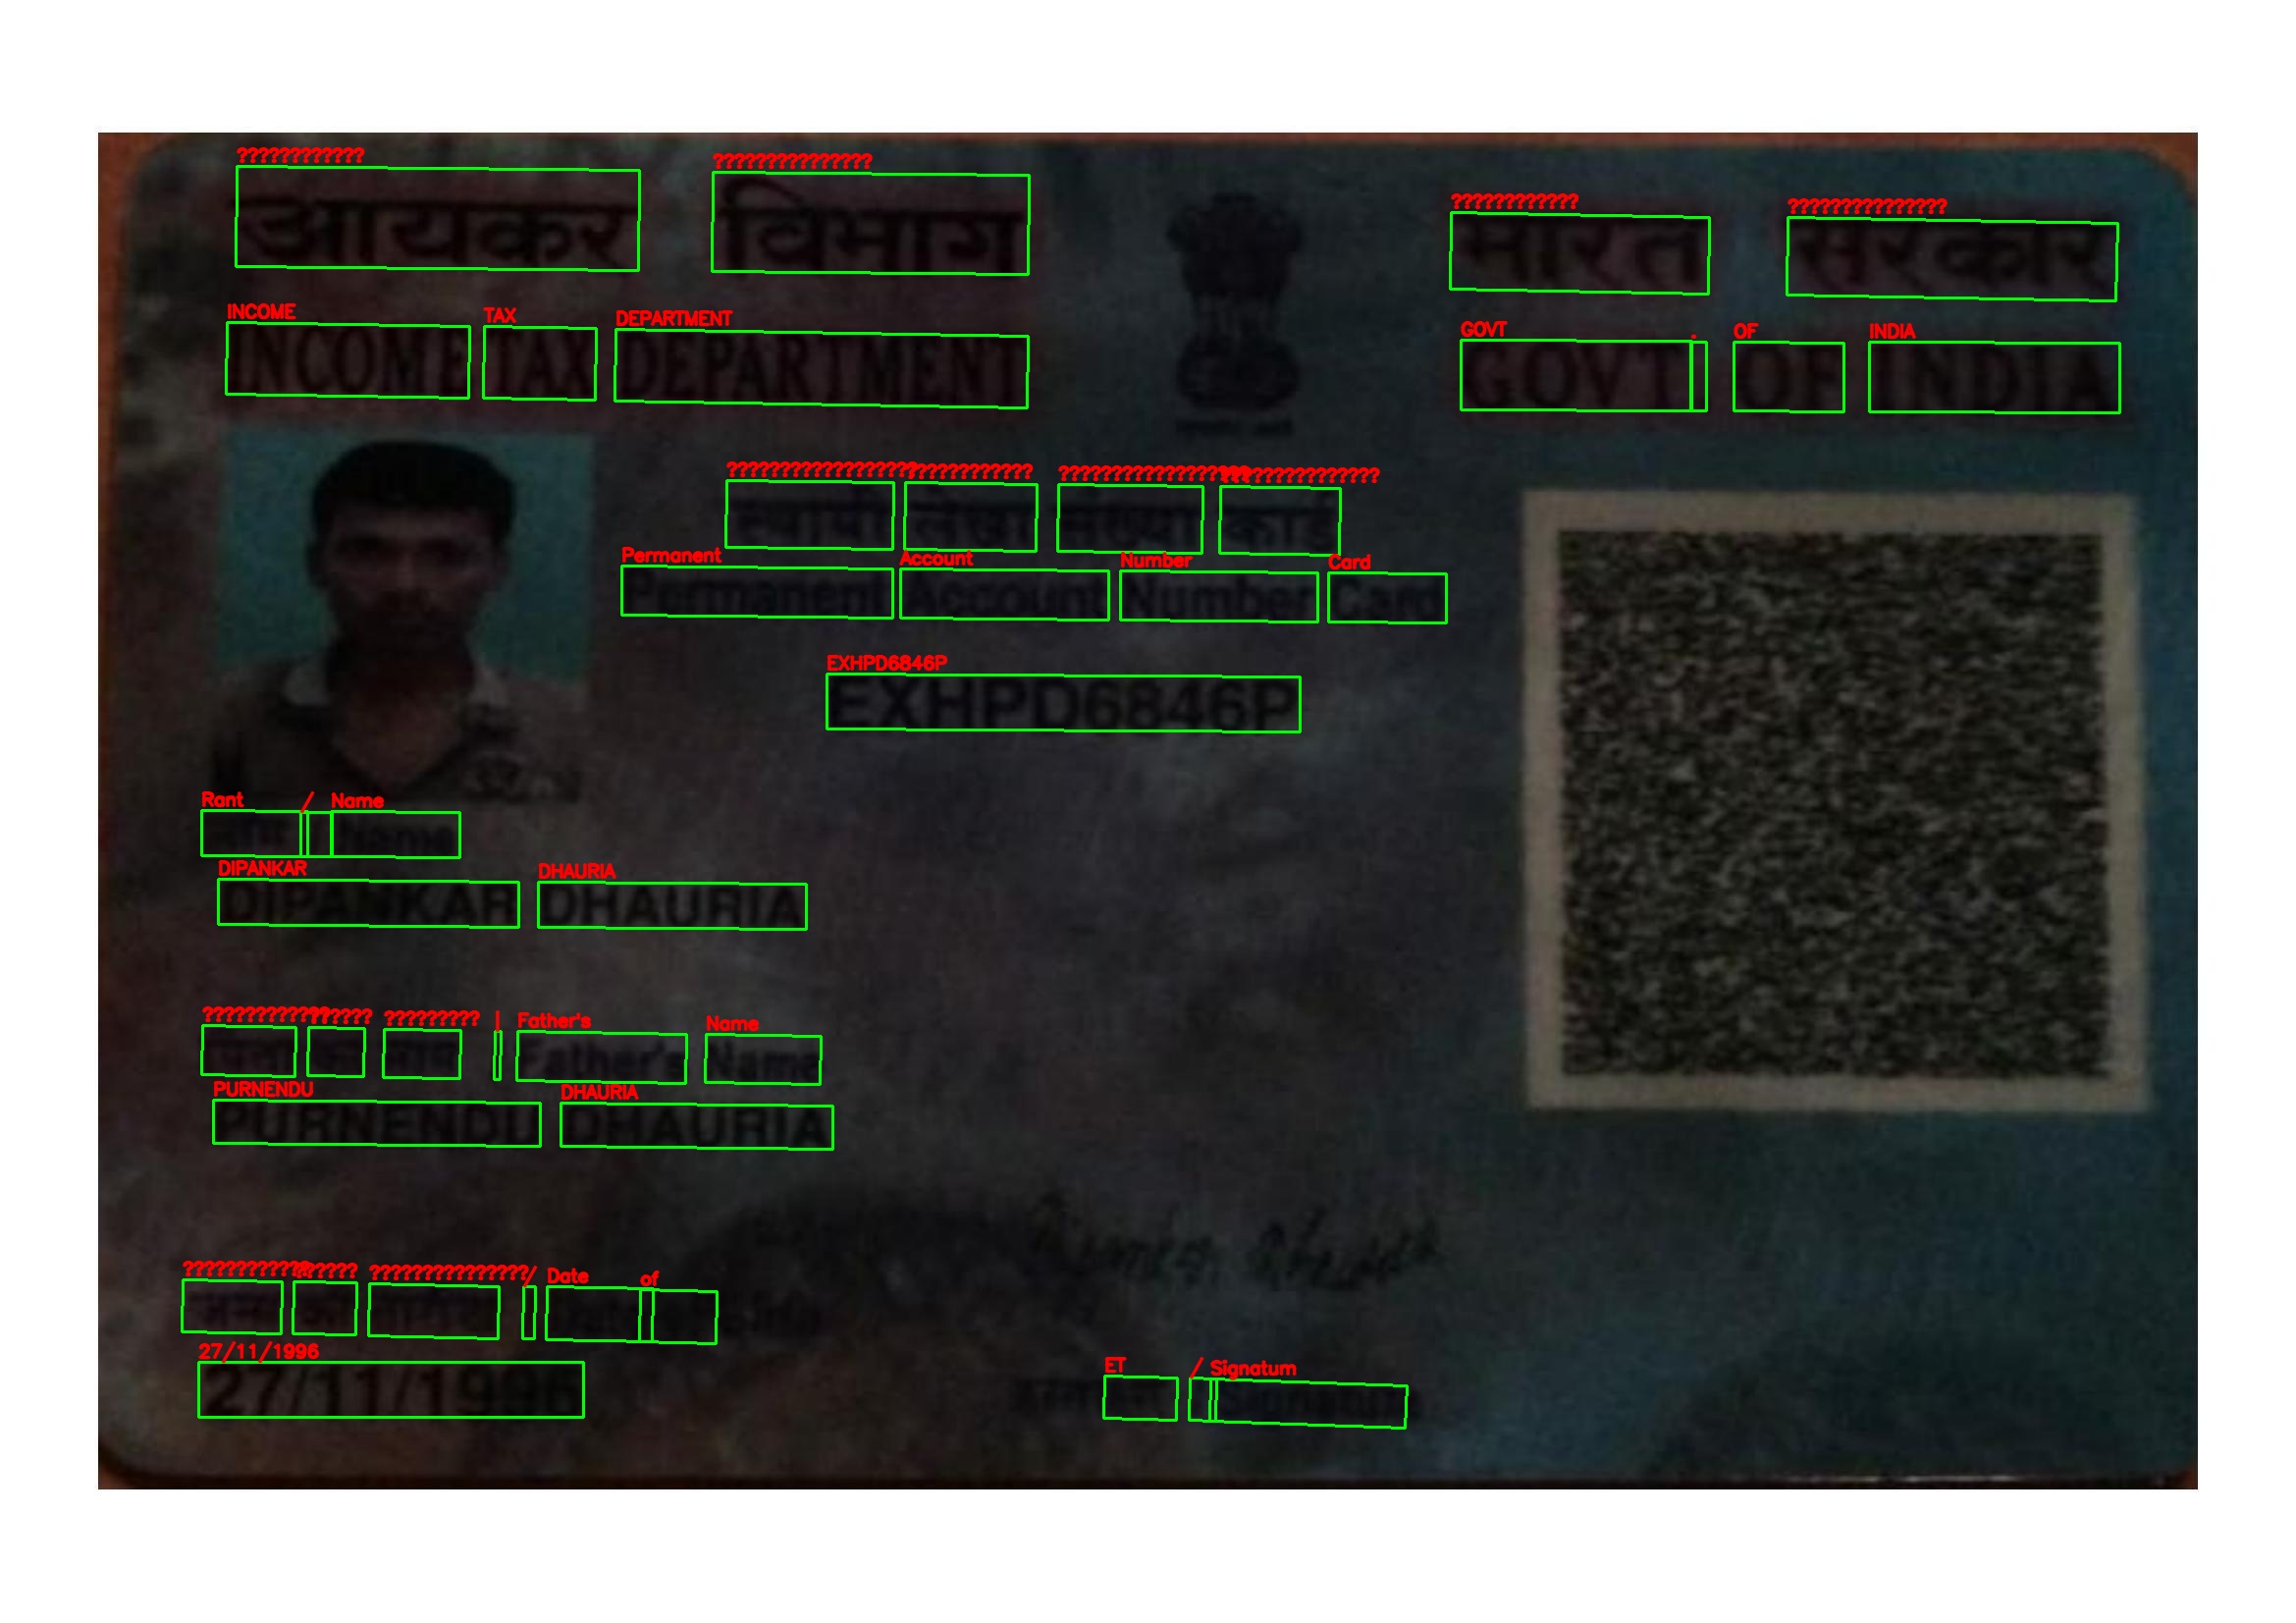 आयकर विभाग
भारत सरकार
INCOME TAX DEPARTMENT
GOVT. OF INDIA
स्थायी लेखा संख्या कार्ड
Permanent Account Number Card
EXHPD6846P
नाम / Name
DIPANKAR DHAURIA
पिता का नाम / Father's Name
PURNENDU DHAURIA
जन्म की तारीख / Date of
27/11/1996
/ Signature